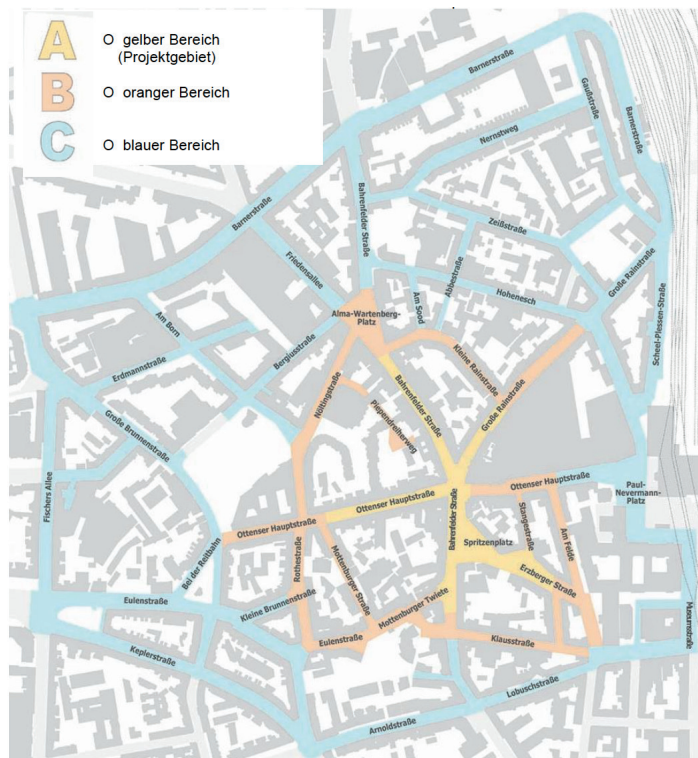 A O gelber Bereich
(Projektgebiet)
B O oranger Bereich
C O blauer Bereich
Barnerstraße
Gaußstraße
Barnerstraße
Nernstweg
Barnerstraße
Bahrenfelder Straße
Zeißstraße
Friedensallee
Große Rainstraße
Abbestraße
Am Sood
Hohenesch
Scheel-Plessen-Straße
Alma-Wartenberg-
Platz
Am Born
Bergiusstraße
Erdmannstraße
Kleine Rainstraße
Nöltingstraße
Bahrenfelder Straße
Große Rainstraße
Piependreiherweg
Große Brunnenstraße
Ottenser Hauptstraße
Paul-
Nevermann-
Platz
Fischers Allee
Ottenser Hauptstraße
Ottenser Hauptstraße
Bahrenfelder Straße
Stangestraße
Am Felde
Spitzenplatz
Bei der Reitbahn
Rothestraße
Mottenburger Straße
Erzberger Straße
Eulenstraße
Kleine Brunnenstraße
Mottenburger Twiete
Museumsstraße
Eulenstraße
Klausstraße
Keplerstraße
Lobuschstraße
Arnoldstraße